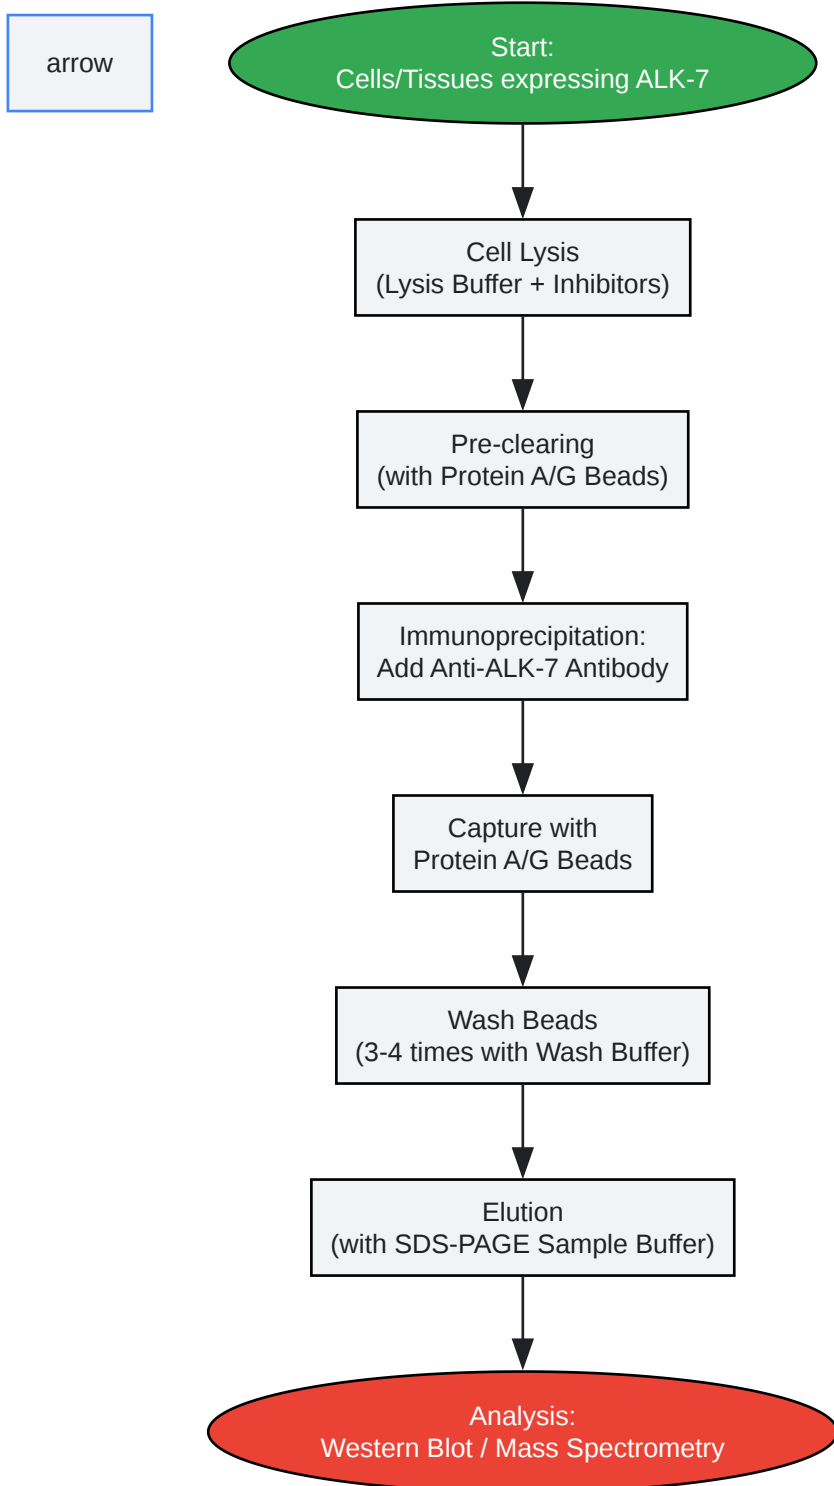 arrow
Start:
Cells/Tissues expressing ALK-7
Cell Lysis
(Lysis Buffer + Inhibitors)
Pre-clearing
(with Protein A/G Beads)
Immunoprecipitation:
Add Anti-ALK-7 Antibody
Capture with
Protein A/G Beads
Wash Beads
(3-4 times with Wash Buffer)
Elution
(with SDS-PAGE Sample Buffer)
Analysis:
Western Blot / Mass Spectrometry